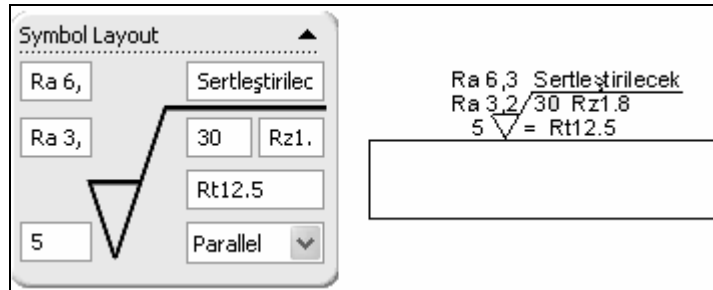 Symbol Layout
Ra 6, Sertleştirilec
Ra 3, 30 Rz1.
Rt12.5
5 Parallel
Ra 6,3 Sertleştirilecek
Ra 3,2 30 Rz1.8
5 = Rt12.5